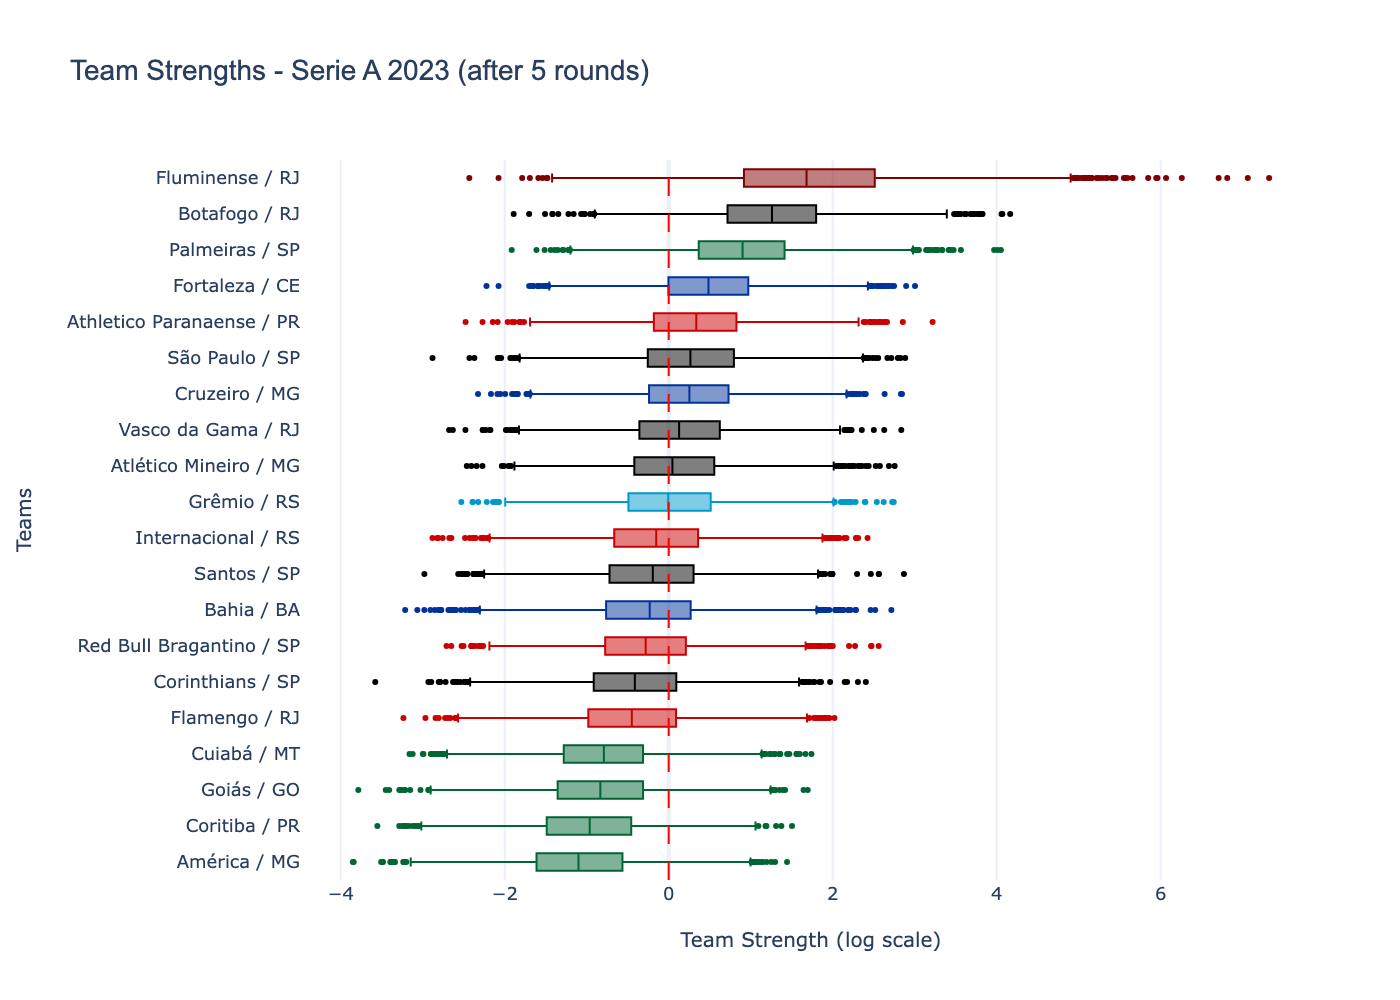 Team Strengths - Serie A 2023 (after 5 rounds)
Teams
Fluminense / RJ
Botafogo / RJ
Palmeiras / SP
Fortaleza / CE
Athletico Paranaense / PR
São Paulo / SP
Cruzeiro / MG
Vasco da Gama / RJ
Atlético Mineiro / MG
Grêmio / RS
Internacional / RS
Santos / SP
Bahia / BA
Red Bull Bragantino / SP
Corinthians / SP
Flamengo / RJ
Cuiabá / MT
Goiás / GO
Coritiba / PR
América / MG
−4 −2 0 2 4 6
Team Strength (log scale)